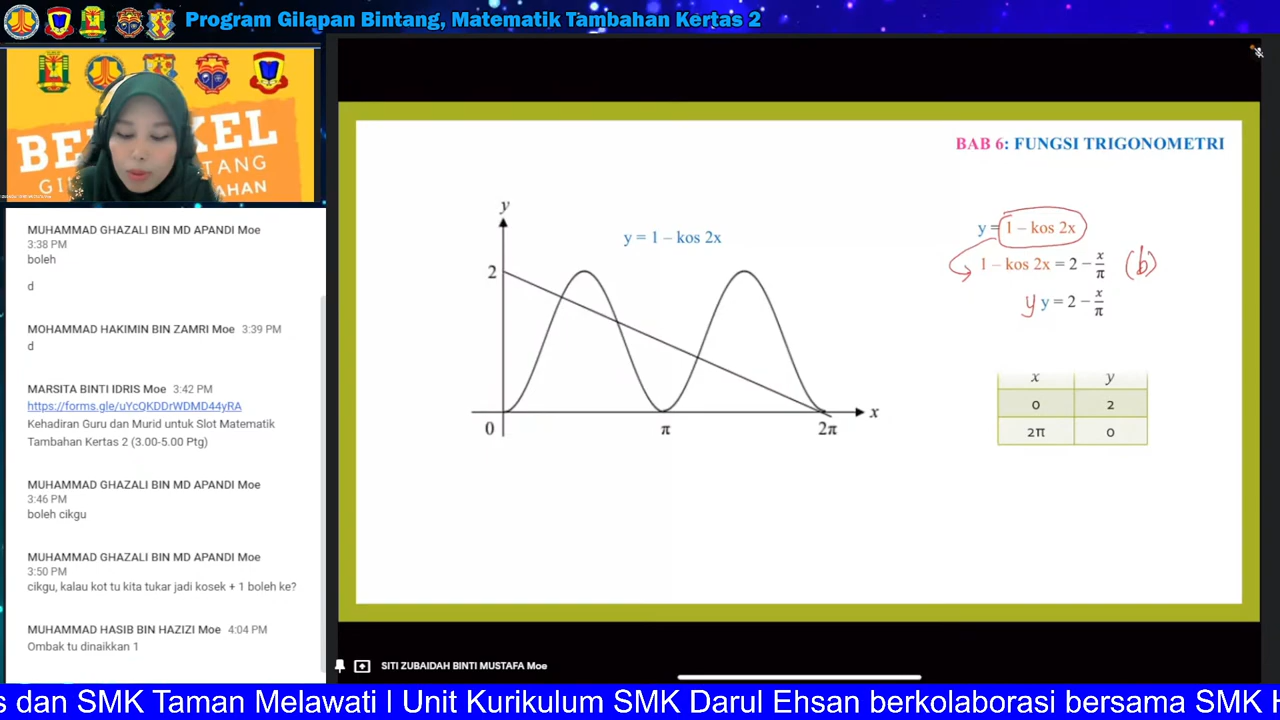 Program Gilapan Bintang, Matematik Tambahan Kertas 2
MUHAMMAD GHAZALI BIN MD APANDI Moe
3:38 PM
boleh
d
MOHAMMAD HAKIMIN BIN ZAMRI Moe 3:39 PM
d
MARSITA BINTI IDRIS Moe 3:42 PM
https://forms.gle/uYcQKDDrWDMD44yRA
Kehadiran Guru dan Murid untuk Slot Matematik
Tambahan Kertas 2 (3.00-5.00 Ptg)
MUHAMMAD GHAZALI BIN MD APANDI Moe
3:46 PM
boleh cikgu
MUHAMMAD GHAZALI BIN MD APANDI Moe
3:50 PM
cikgu, kalau kot tu kita tukar jadi kosek + 1 boleh ke?
MUHAMMAD HASIB BIN HAZIZI Moe 4:04 PM
Ombak tu dinaikkan 1
BAB 6: FUNGSI TRIGONOMETRI
y
y = 1 – kos 2x
2
0
π
2π
x
y = 1 – kos 2x
1 – kos 2x = 2 – x/π (b)
y y = 2 – x/π
x y
0 2
2π 0
SITI ZUBAIDAH BINTI MUSTAFA Moe
s dan SMK Taman Melawati l Unit Kurikulum SMK Darul Ehsan berkolaborasi bersama SMK H